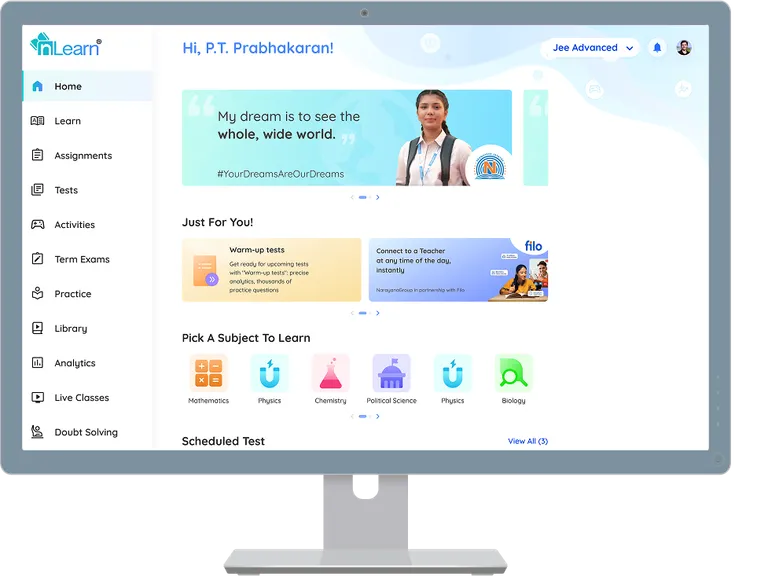 nLearn
Hi, P.T. Prabhakaran!
Jee Advanced
Home
Learn
Assignments
Tests
Activities
Term Exams
Practice
Library
Analytics
Live Classes
Doubt Solving
My dream is to see the
whole, wide world.
#YourDreamsAreOurDreams
N
Just For You!
Warm-up tests
Get ready for upcoming tests
with "Warm-up tests": precise
analytics, thousands of
practice questions
filo
Connect to a Teacher
at any time of the day,
instantly
NarayanaGroup in partnership with Filo
Pick A Subject To Learn
Mathematics
Physics
Chemistry
Political Science
Physics
Biology
Scheduled Test
View All (3)